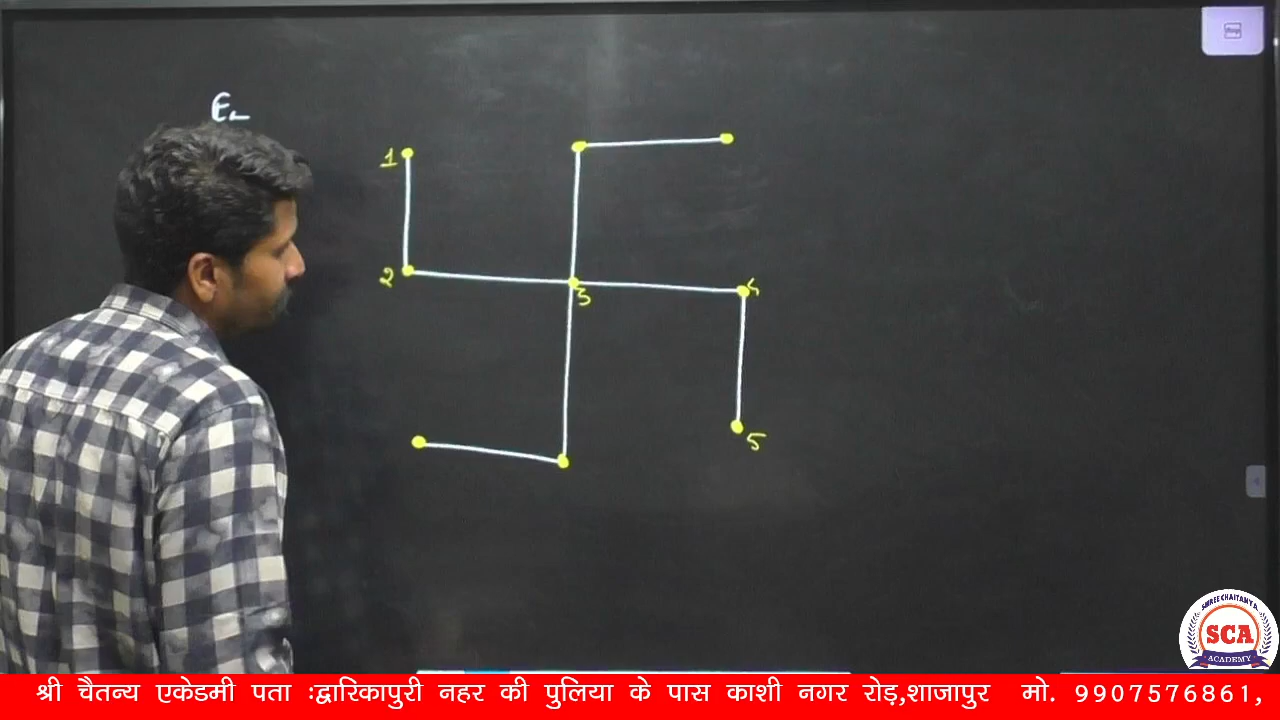 1
2
3
4
5
SHREE CHAITANYA
SCA
ACADEMY
श्री चैतन्य एकेडमी पता :द्वारिकापुरी नहर की पुलिया के पास काशी नगर रोड़,शाजापुर मो. 9907576861,